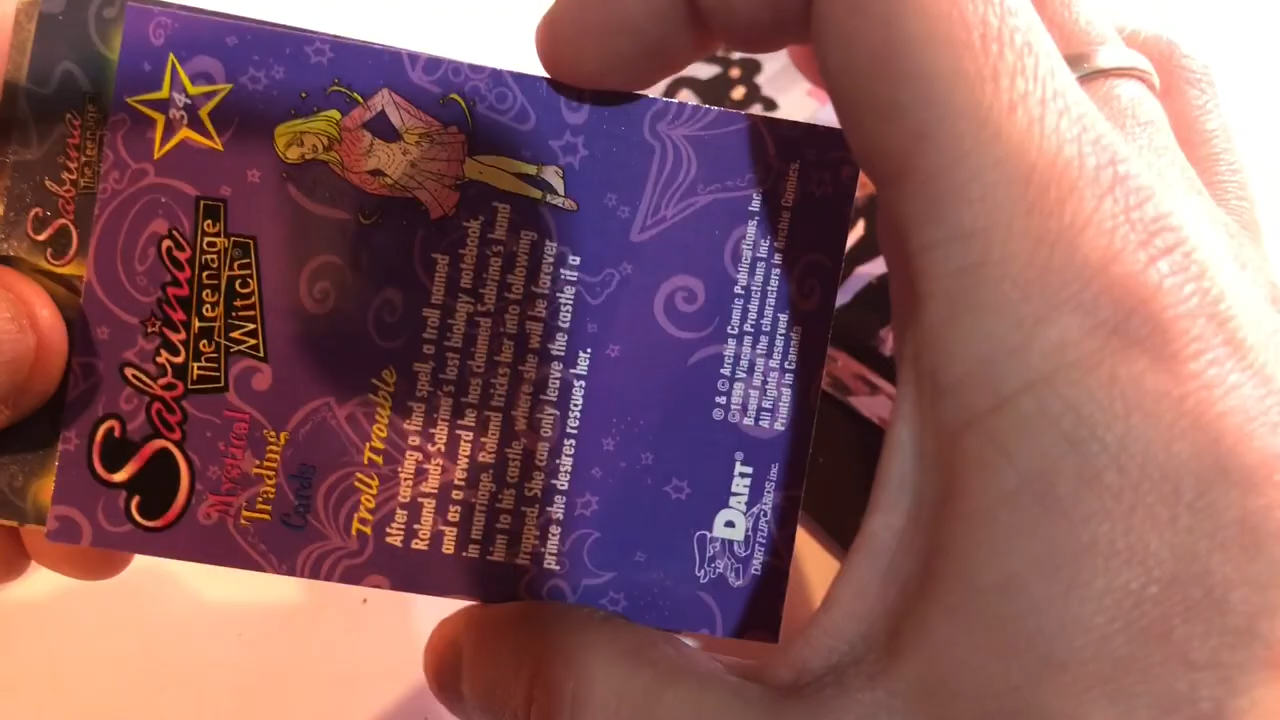 34
Sabrina
The Teenage
Witch®
Mystical
Trading
Cards
Troll Trouble
After casting a find spell, a troll named
Roland finds Sabrina's lost biology notebook,
and as a reward he has claimed Sabrina's hand
in marriage. Roland tricks her into following
him to his castle, where she will be forever
trapped. She can only leave the castle if a
prince she desires rescues her.
DART®
DART FLIPCARDS inc.
® & © Archie Comic Publications, Inc.
©1999 Viacom Productions Inc.
Based upon the characters in Archie Comics.
All Rights Reserved.
Printed in Canada
Sabrina
The Teenage